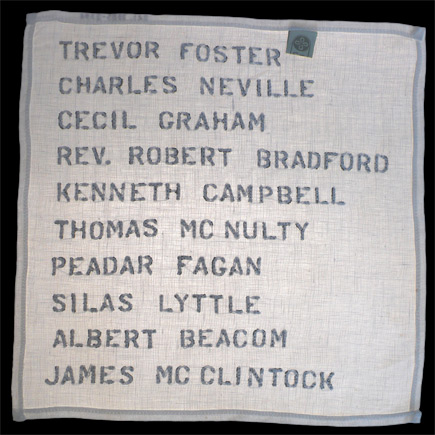 TREVOR FOSTER
CHARLES NEVILLE
CECIL GRAHAM
REV. ROBERT BRADFORD
KENNETH CAMPBELL
THOMAS MC NULTY
PEADAR FAGAN
SILAS LYTTLE
ALBERT BEACOM
JAMES MC CLINTOCK